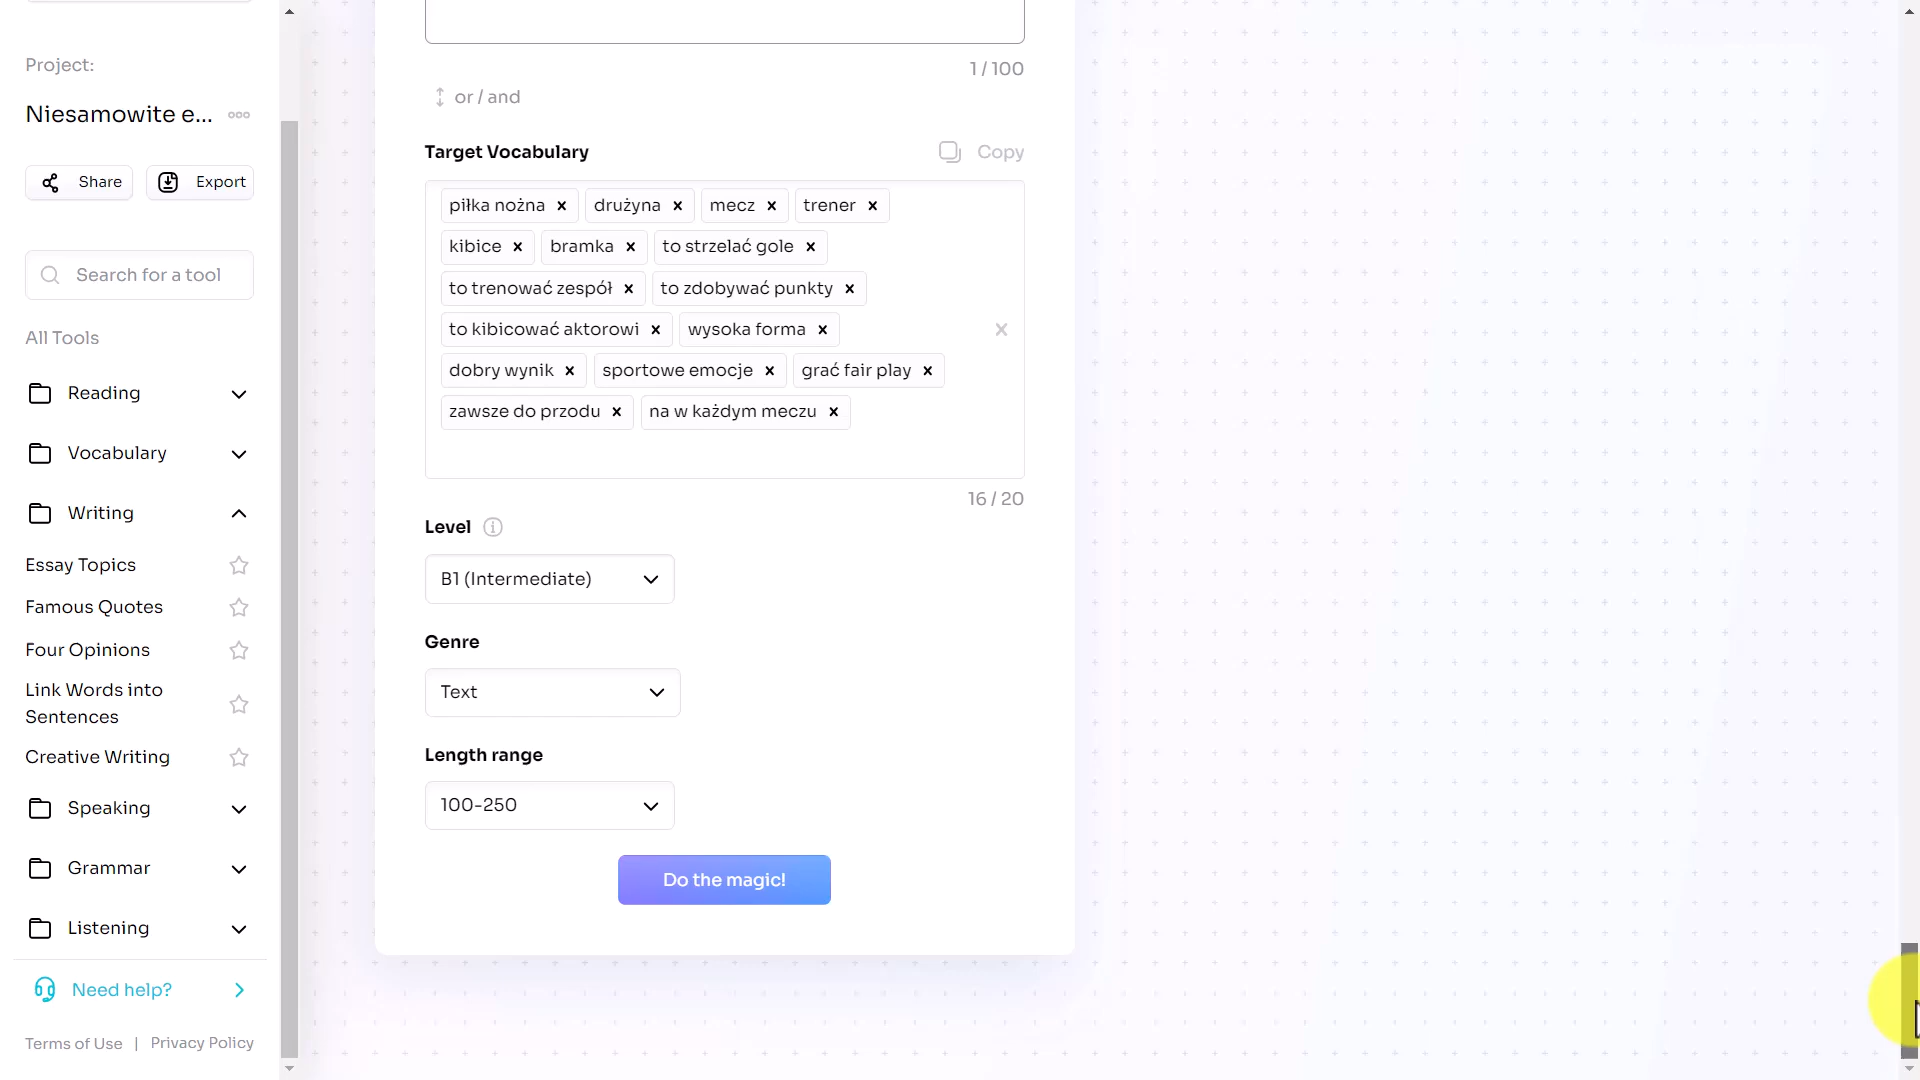 Project:
Niesamowite e...
Share Export
Search for a tool
All Tools
Reading
Vocabulary
Writing
Essay Topics
Famous Quotes
Four Opinions
Link Words into
Sentences
Creative Writing
Speaking
Grammar
Listening
Need help?
Terms of Use | Privacy Policy
1 / 100
or / and
Target Vocabulary Copy
piłka nożna x drużyna x mecz x trener x
kibice x bramka x to strzelać gole x
to trenować zespół x to zdobywać punkty x
to kibicować aktorowi x wysoka forma x
dobry wynik x sportowe emocje x grać fair play x
zawsze do przodu x na w każdym meczu x
16 / 20
Level
B1 (Intermediate)
Genre
Text
Length range
100-250
Do the magic!